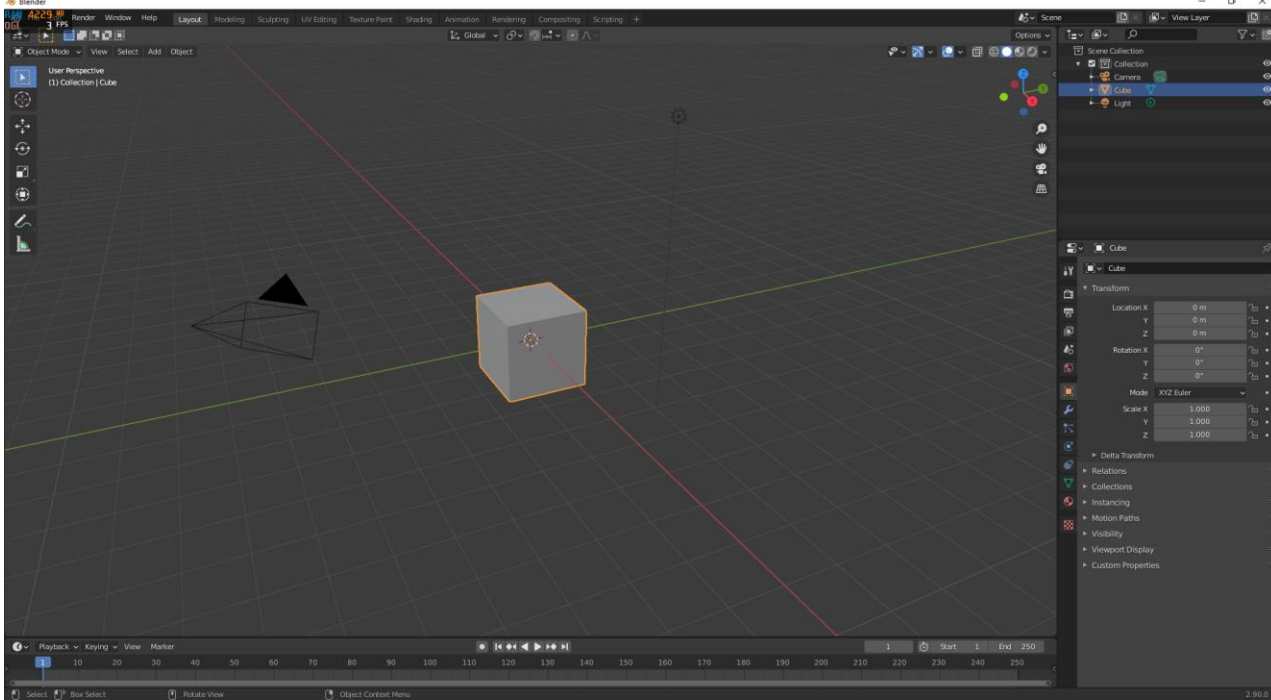 Blender
RAM 4229 MB Render Window Help Layout Modeling Sculpting UV Editing Texture Paint Shading Animation Rendering Compositing Scripting + Scene View Layer
OGL 3 FPS
Global Options
Object Mode View Select Add Object
User Perspective
(1) Collection | Cube
Scene Collection
Collection
Camera
Cube
Light
Cube
Cube
Transform
Location X 0 m
Y 0 m
Z 0 m
Rotation X 0°
Y 0°
Z 0°
Mode XYZ Euler
Scale X 1.000
Y 1.000
Z 1.000
Delta Transform
Relations
Collections
Instancing
Motion Paths
Visibility
Viewport Display
Custom Properties
Playback Keying View Marker 1 Start 1 End 250
1 10 20 30 40 50 60 70 80 90 100 110 120 130 140 150 160 170 180 190 200 210 220 230 240 250
Select Box Select Rotate View Object Context Menu 2.90.0